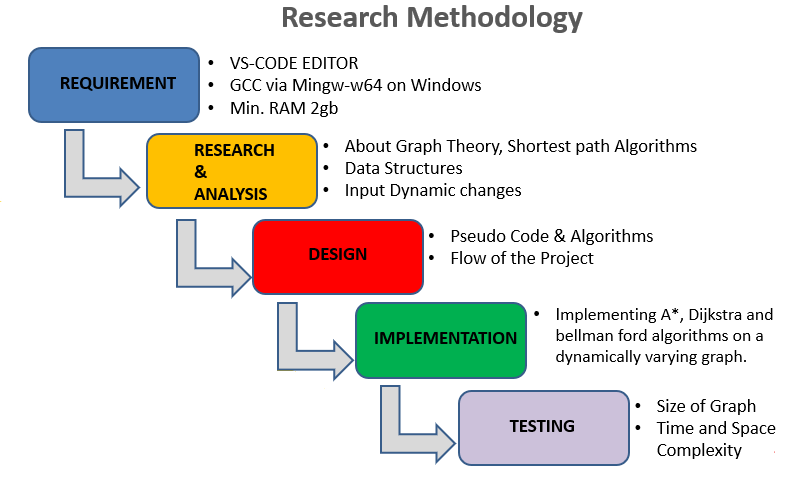 Research Methodology
REQUIREMENT
• VS-CODE EDITOR
• GCC via Mingw-w64 on Windows
• Min. RAM 2gb
RESEARCH
&
ANALYSIS
• About Graph Theory, Shortest path Algorithms
• Data Structures
• Input Dynamic changes
DESIGN
• Pseudo Code & Algorithms
• Flow of the Project
IMPLEMENTATION
• Implementing A*, Dijkstra and
bellman ford algorithms on a
dynamically varying graph.
TESTING
• Size of Graph
• Time and Space
Complexity